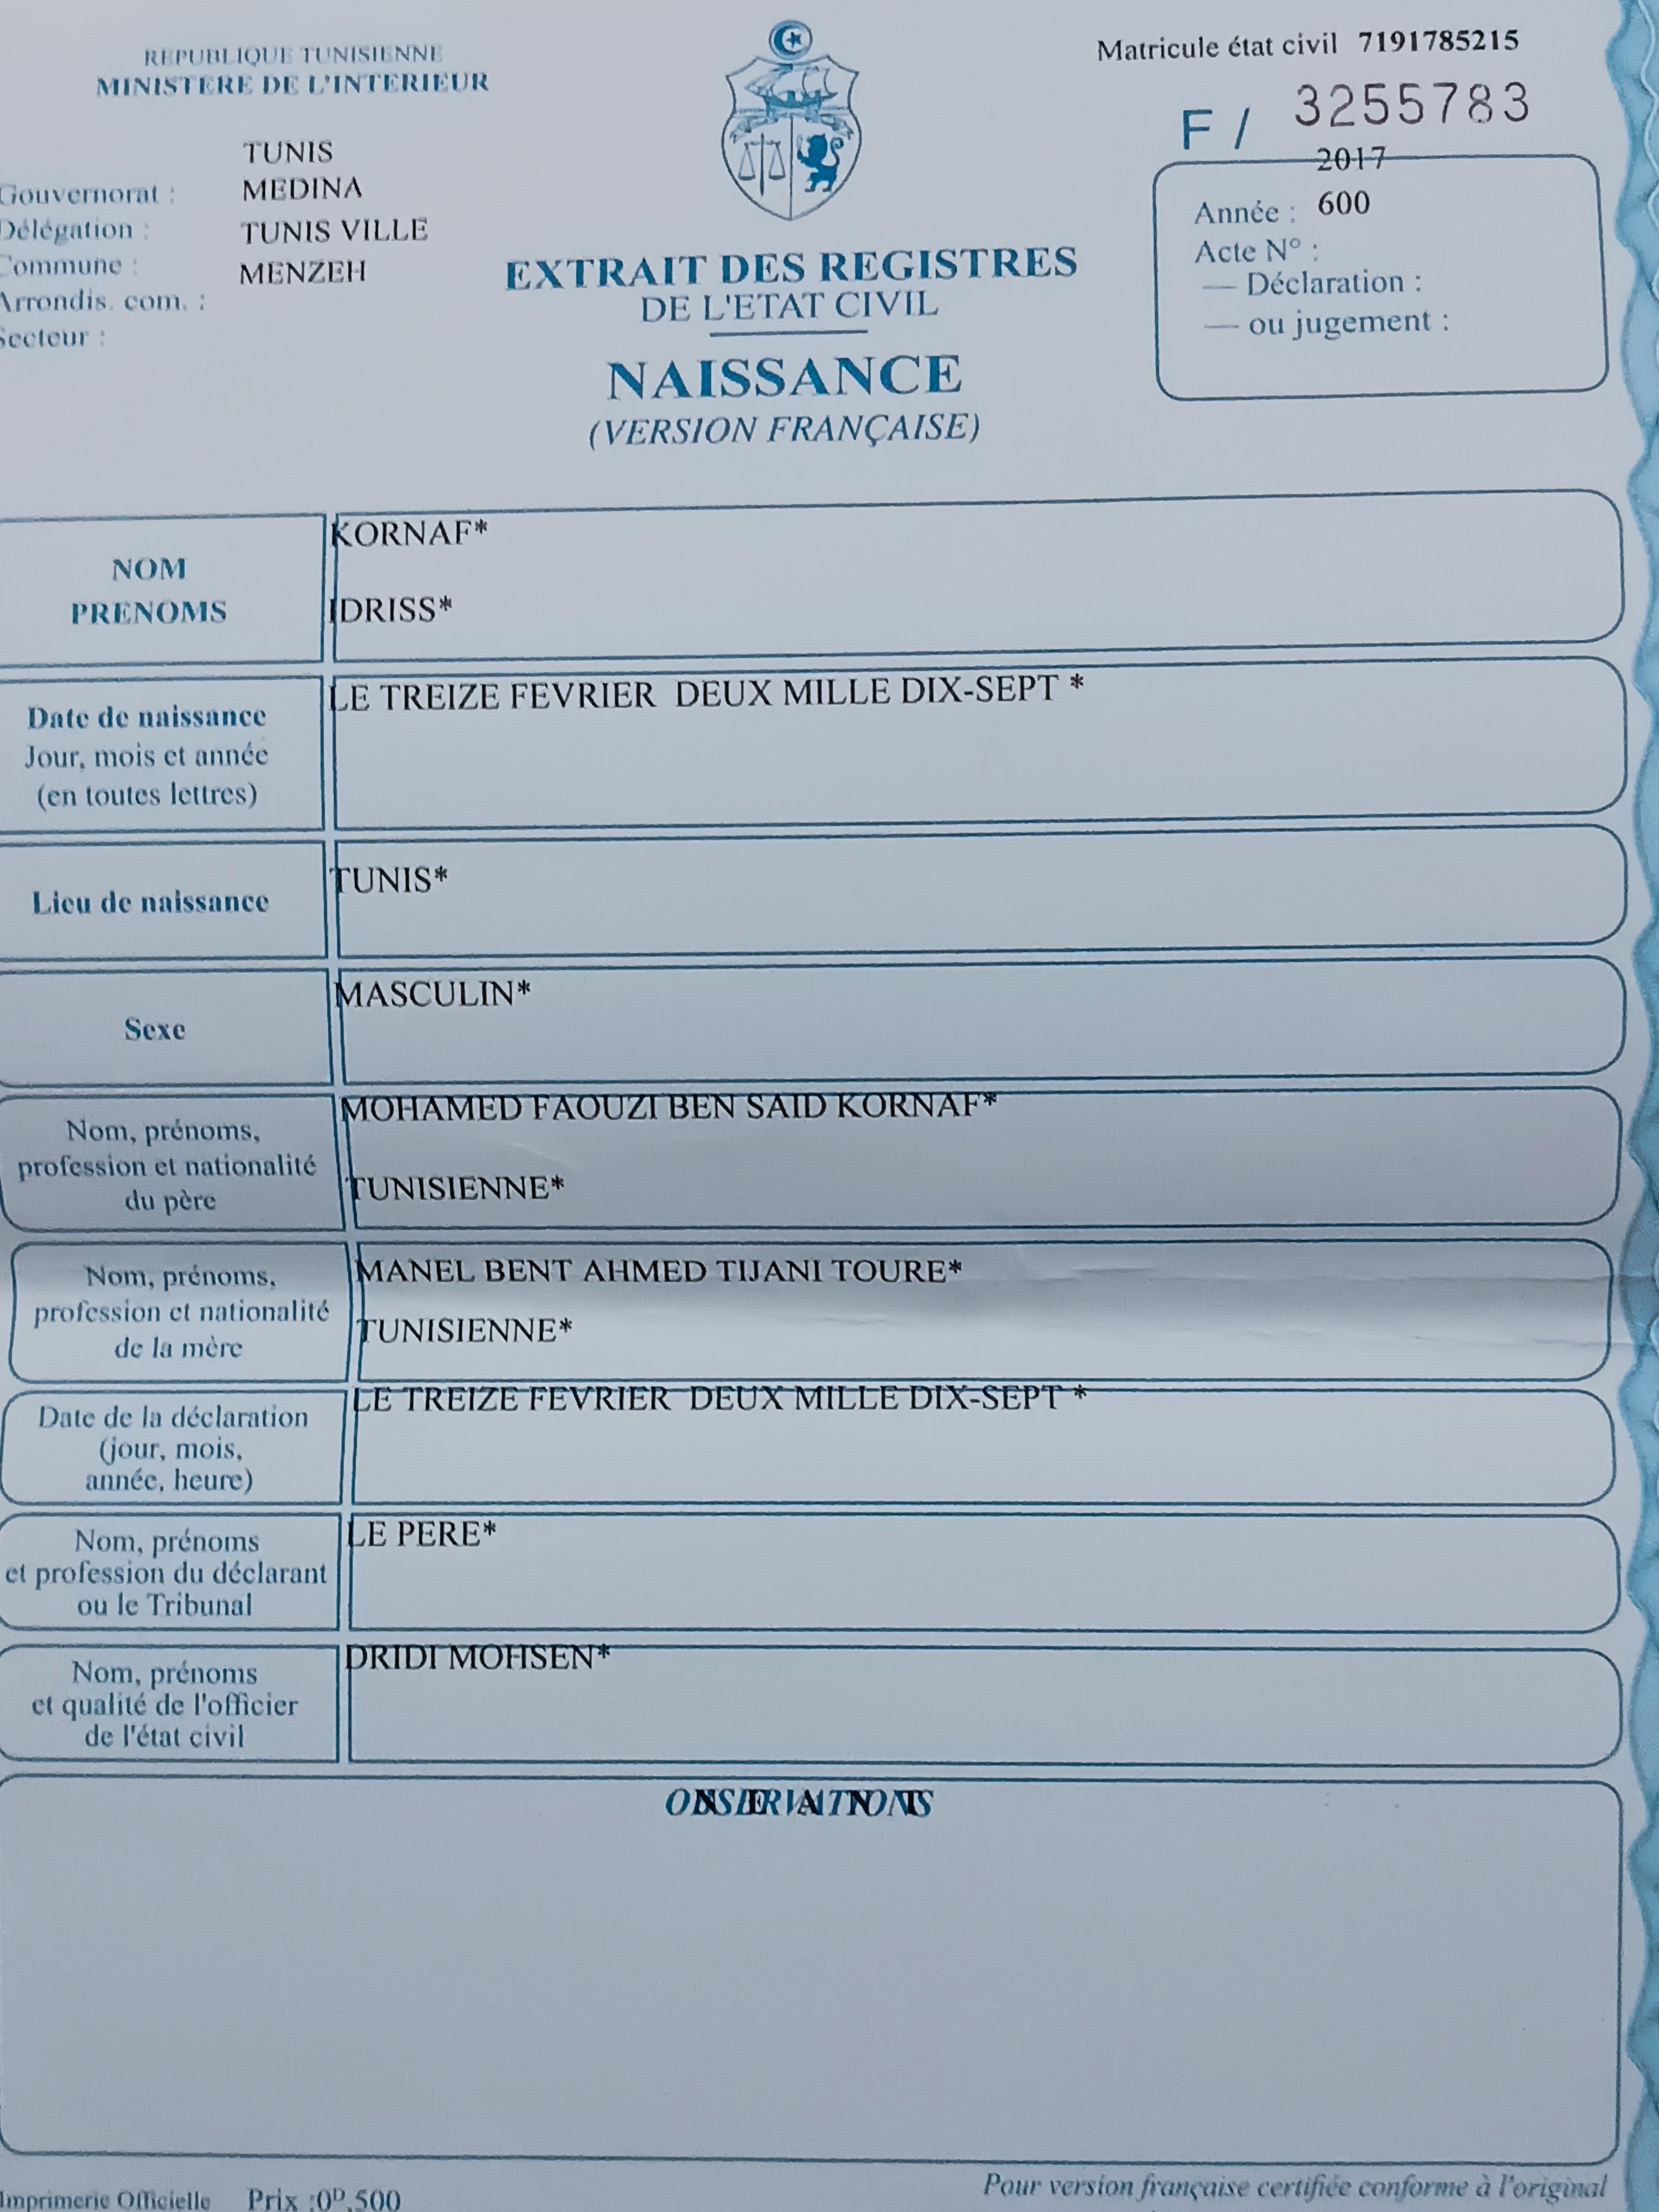 REPUBLIQUE TUNISIENNE
MINISTERE DE L'INTERIEUR
Matricule état civil 7191785215
F / 3255783
TUNIS
Gouvernorat : MEDINA
Délégation : TUNIS VILLE
Commune : MENZEH
Arrondis. com. :
Secteur :
2017
Année : 600
Acte N° :
— Déclaration :
— ou jugement :
EXTRAIT DES REGISTRES
DE L'ETAT CIVIL
NAISSANCE
(VERSION FRANÇAISE)
NOM
PRENOMS
KORNAF*
IDRISS*
Date de naissance
Jour, mois et année
(en toutes lettres)
LE TREIZE FEVRIER DEUX MILLE DIX-SEPT *
Lieu de naissance
TUNIS*
Sexe
MASCULIN*
Nom, prénoms,
profession et nationalité
du père
MOHAMED FAOUZI BEN SAID KORNAF*
TUNISIENNE*
Nom, prénoms,
profession et nationalité
de la mère
MANEL BENT AHMED TIJANI TOURE*
TUNISIENNE*
Date de la déclaration
(jour, mois,
année, heure)
LE TREIZE FEVRIER DEUX MILLE DIX-SEPT *
Nom, prénoms
et profession du déclarant
ou le Tribunal
LE PERE*
Nom, prénoms
et qualité de l'officier
de l'état civil
DRIDI MOHSEN*
OBSERVATIONS
N E A N T
Imprimerie Officielle Prix :0D,500
Pour version française certifiée conforme à l'original